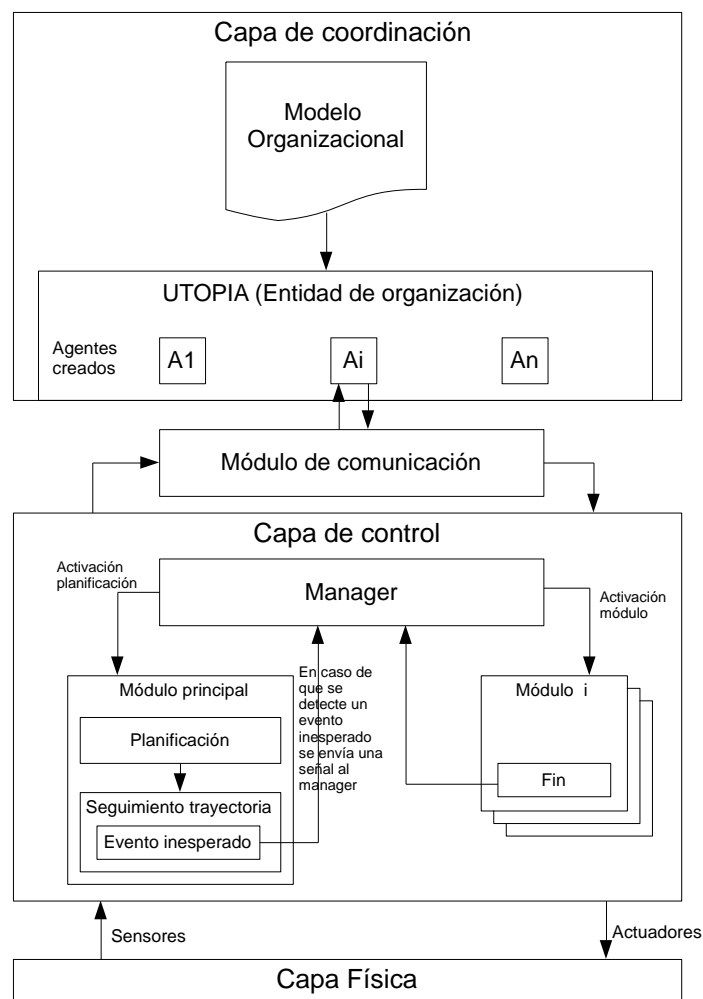 Capa de coordinación
Modelo
Organizacional
UTOPIA (Entidad de organización)
Agentes
creados
A1
Ai
An
Módulo de comunicación
Capa de control
Activación
planificación
Manager
Activación
módulo
Módulo principal
En caso de
que se
detecte un
evento
inesperado
se envía una
señal al
manager
Módulo i
Planificación
Fin
Seguimiento trayectoria
Evento inesperado
Sensores
Actuadores
Capa Física